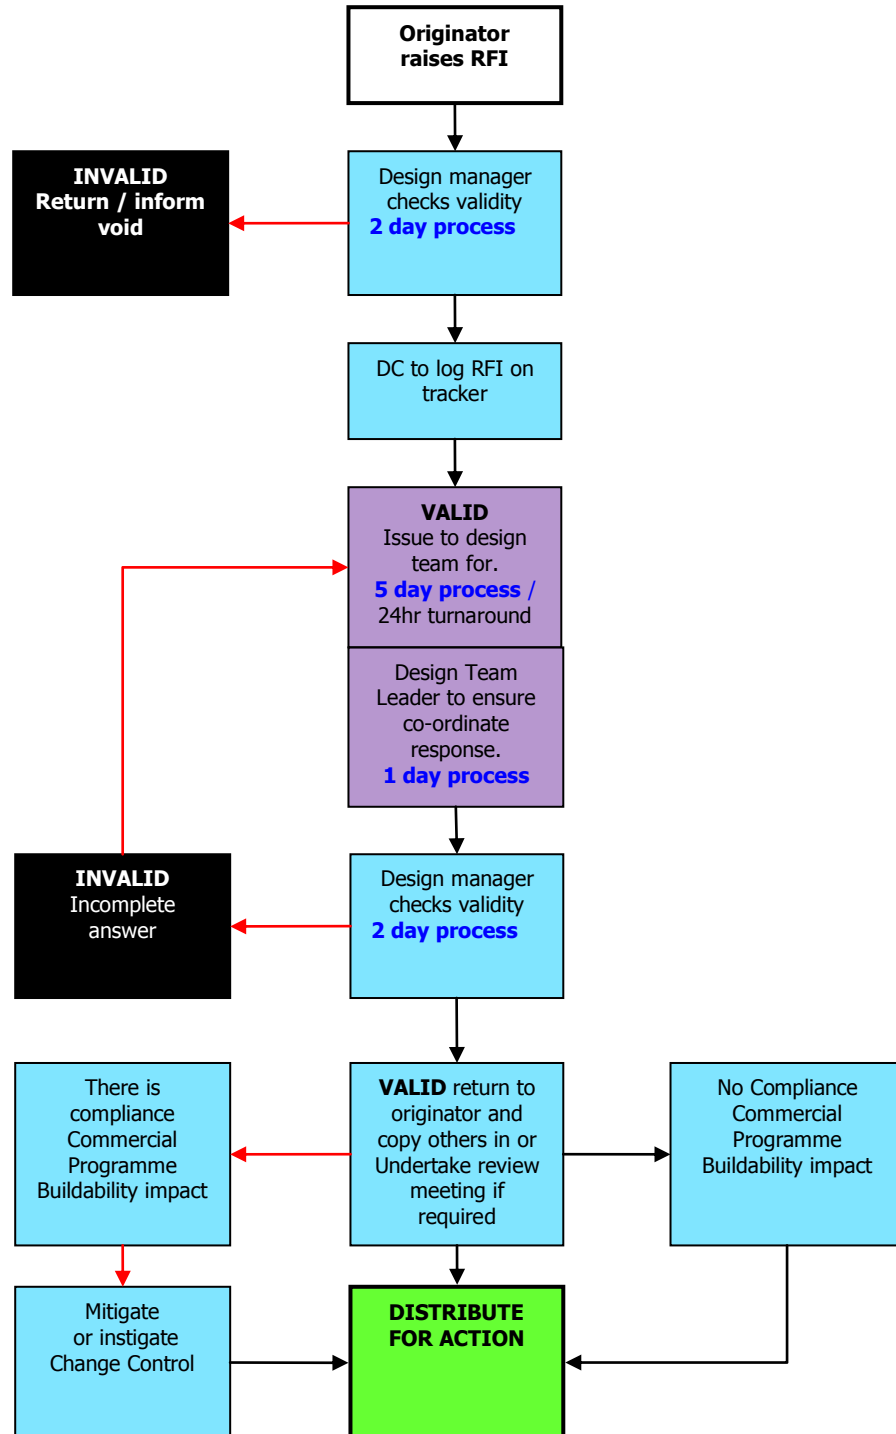 Originator
raises RFI
INVALID
Return / inform
void
Design manager
checks validity
2 day process
DC to log RFI on
tracker
VALID
Issue to design
team for.
5 day process /
24hr turnaround
Design Team
Leader to ensure
co-ordinate
response.
1 day process
INVALID
Incomplete
answer
Design manager
checks validity
2 day process
There is
compliance
Commercial
Programme
Buildability impact
VALID return to
originator and
copy others in or
Undertake review
meeting if
required
No Compliance
Commercial
Programme
Buildability impact
Mitigate
or instigate
Change Control
DISTRIBUTE
FOR ACTION